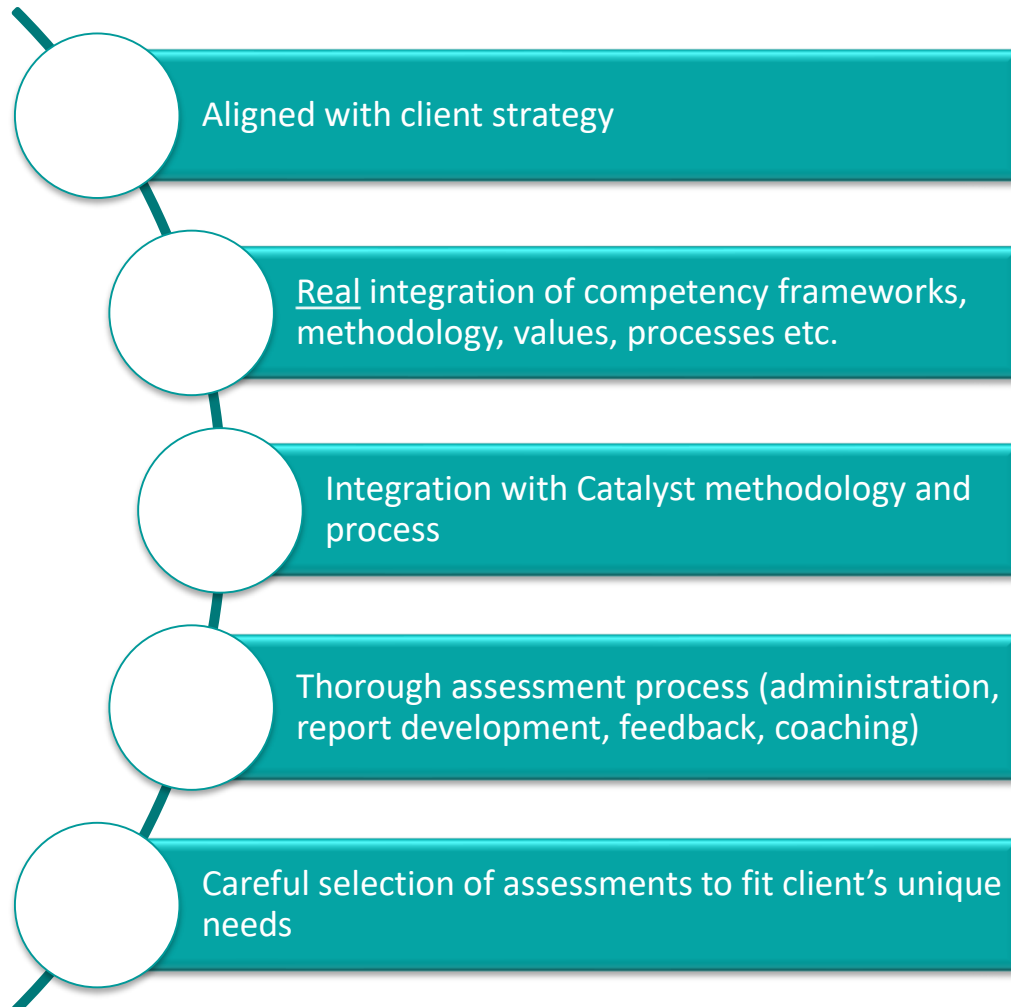 Aligned with client strategy
Real integration of competency frameworks,
methodology, values, processes etc.
Integration with Catalyst methodology and
process
Thorough assessment process (administration,
report development, feedback, coaching)
Careful selection of assessments to fit client’s unique
needs